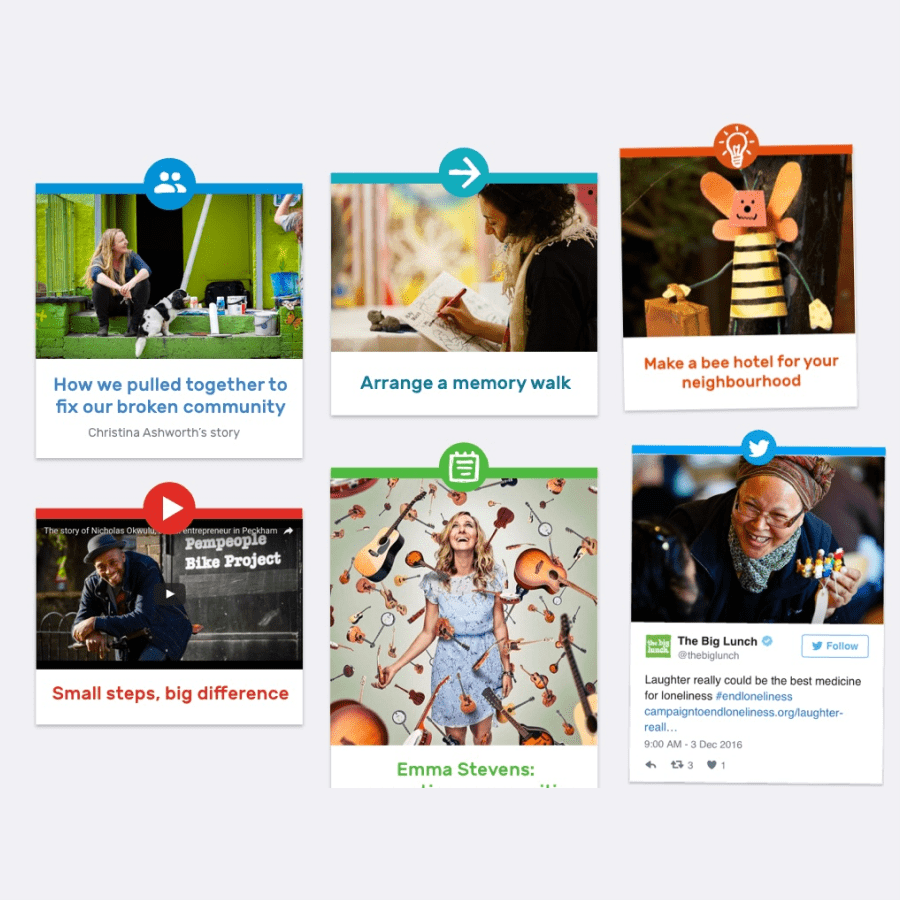 How we pulled together to
fix our broken community
Christina Ashworth's story
Arrange a memory walk
Make a bee hotel for your
neighbourhood
The story of Nicholas Okwulu, entrepreneur in Peckham
Pempeople
Bike Project
Small steps, big difference
Emma Stevens:
the big
lunch
The Big Lunch
@thebiglunch
Follow
Laughter really could be the best medicine
for loneliness #endloneliness
campaigntoendloneliness.org/laughter-
reall…
9:00 AM - 3 Dec 2016
3
1